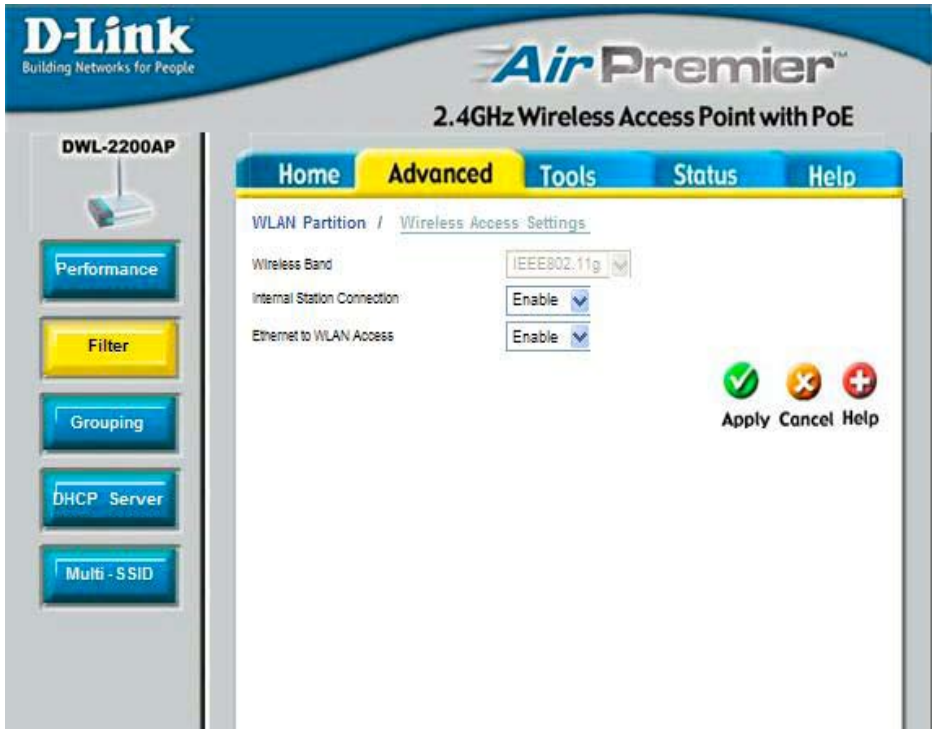 D-Link
Building Networks for People
AirPremier™
2.4GHz Wireless Access Point with PoE
DWL-2200AP
Home Advanced Tools Status Help
WLAN Partition / Wireless Access Settings
Wireless Band IEEE802.11g
Internal Station Connection Enable
Ethernet to WLAN Access Enable
Apply Cancel Help
Performance
Filter
Grouping
DHCP Server
Multi-SSID